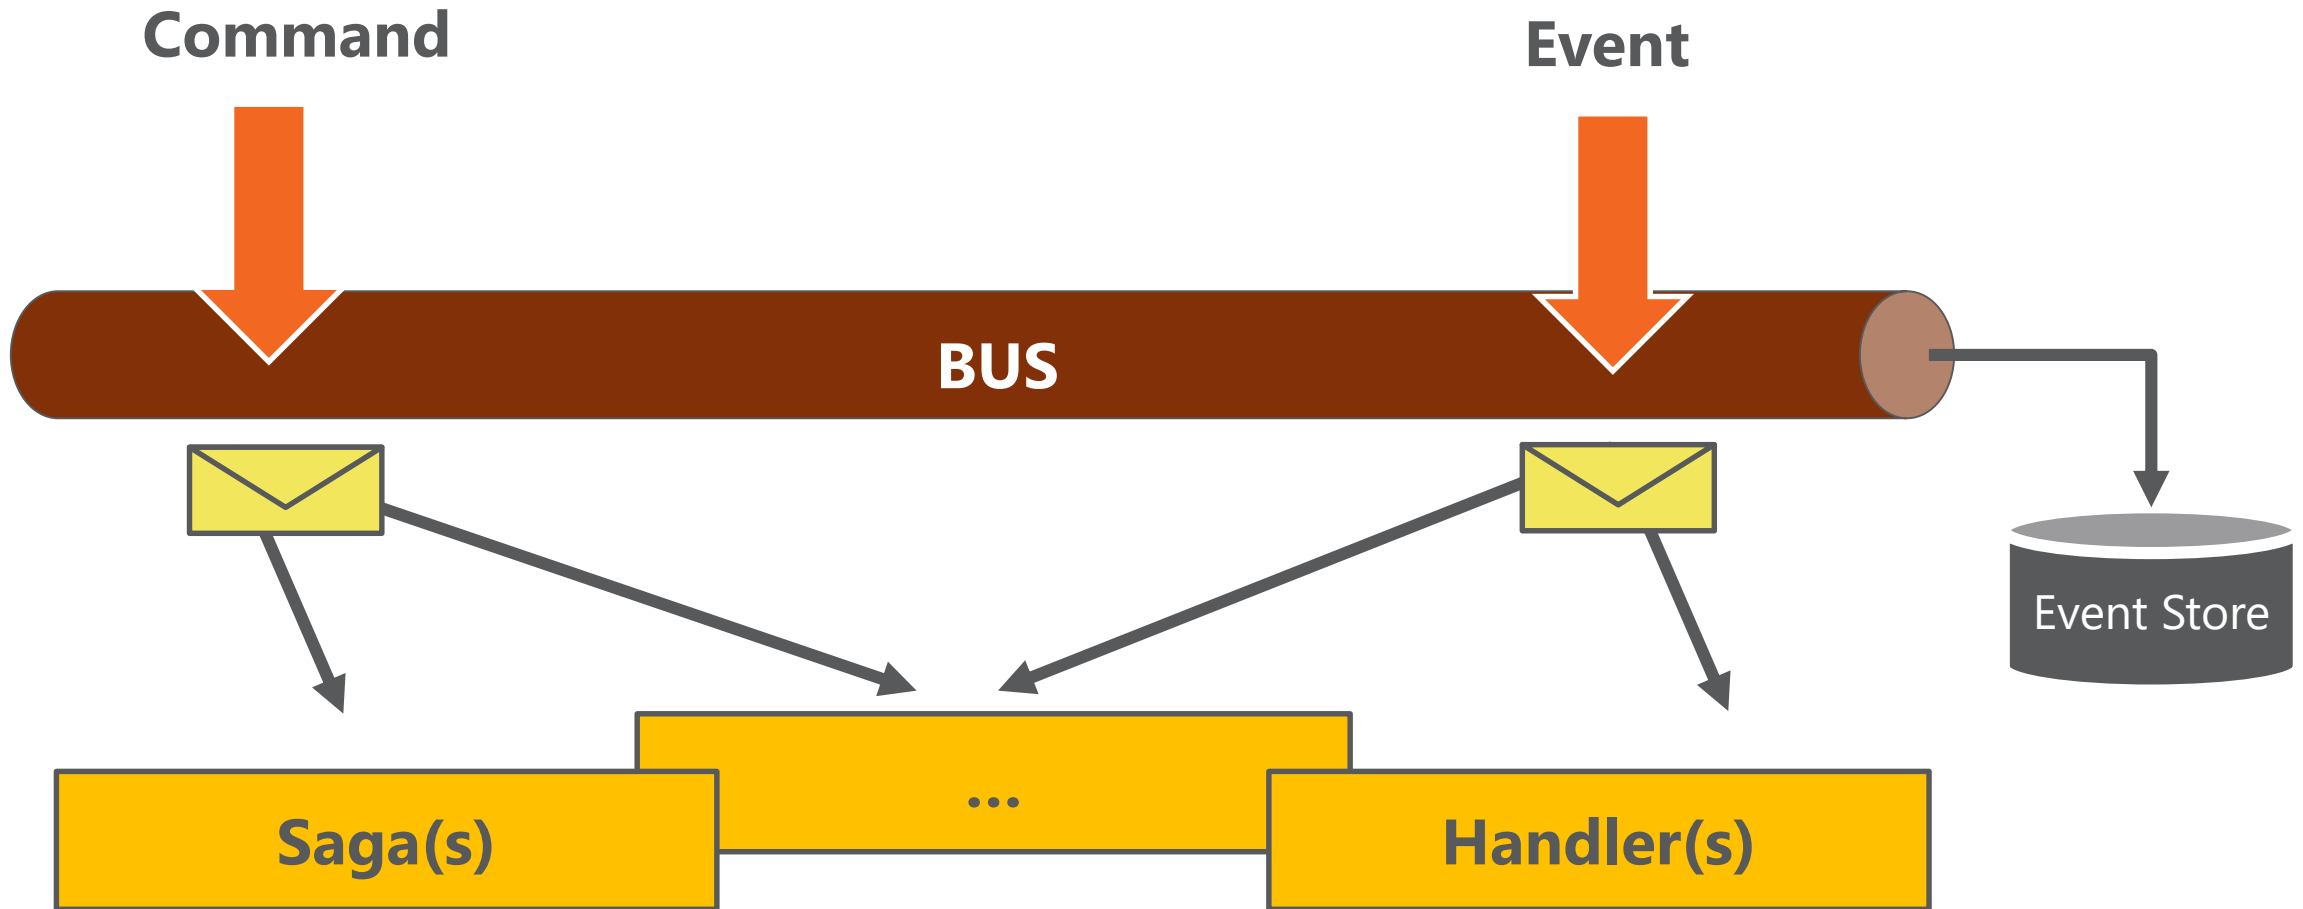 Command
Event
BUS
Event Store
...
Saga(s)
Handler(s)